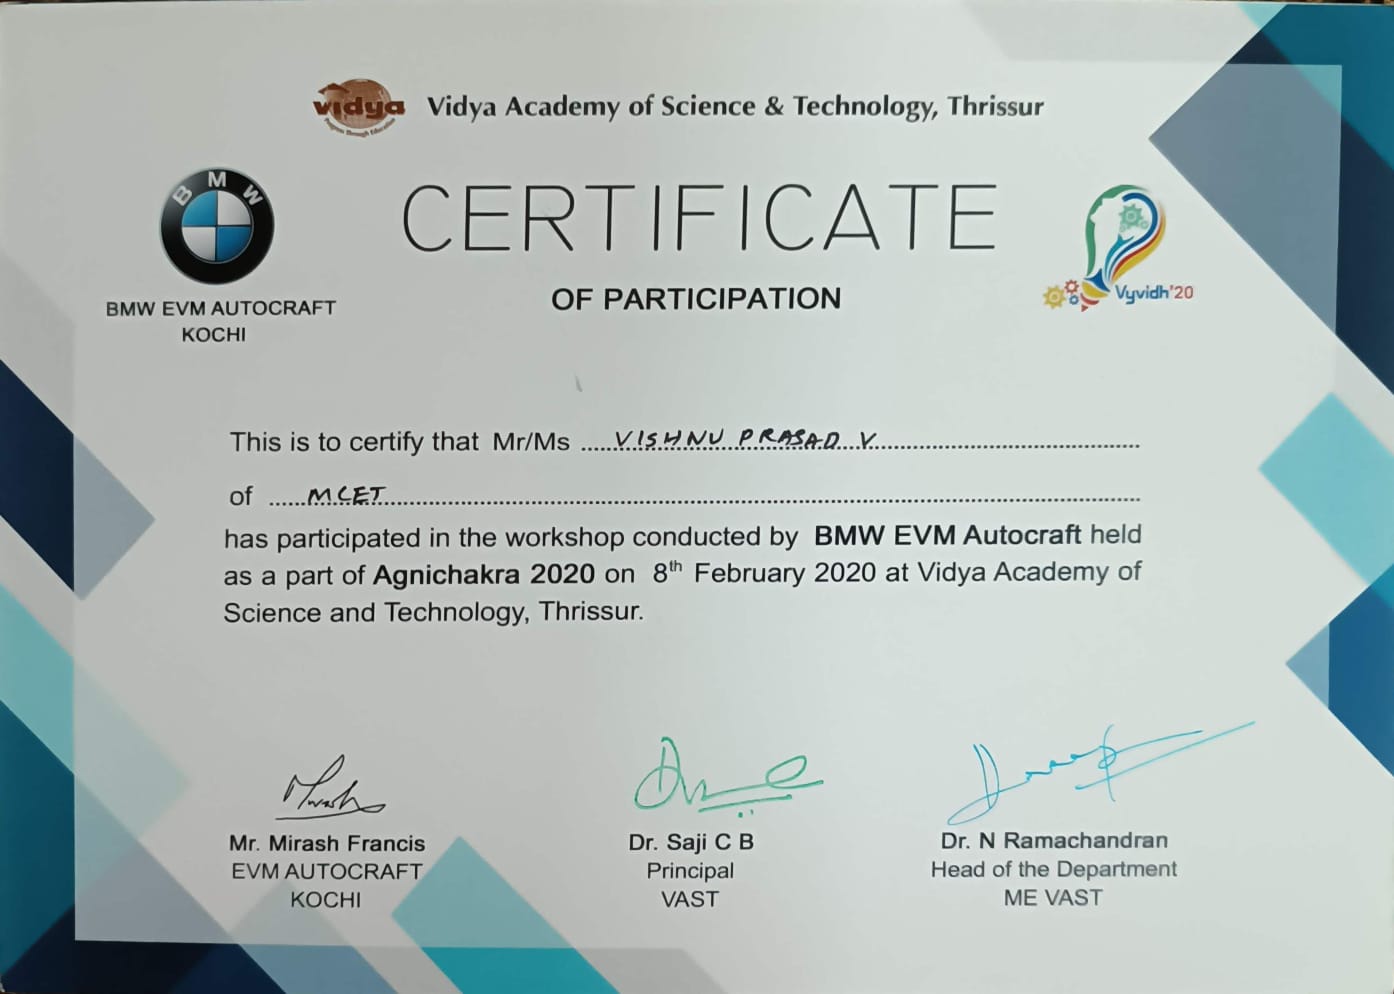 vidya
Progress Through Education
Vidya Academy of Science & Technology, Thrissur
BMW
BMW EVM AUTOCRAFT
KOCHI
CERTIFICATE
OF PARTICIPATION
Vyvidh'20
This is to certify that Mr/Ms ....VISHNU PRASAD V....
of ....MCET....
has participated in the workshop conducted by BMW EVM Autocraft held
as a part of Agnichakra 2020 on 8th February 2020 at Vidya Academy of
Science and Technology, Thrissur.
Mr. Mirash Francis
EVM AUTOCRAFT
KOCHI
Dr. Saji C B
Principal
VAST
Dr. N Ramachandran
Head of the Department
ME VAST